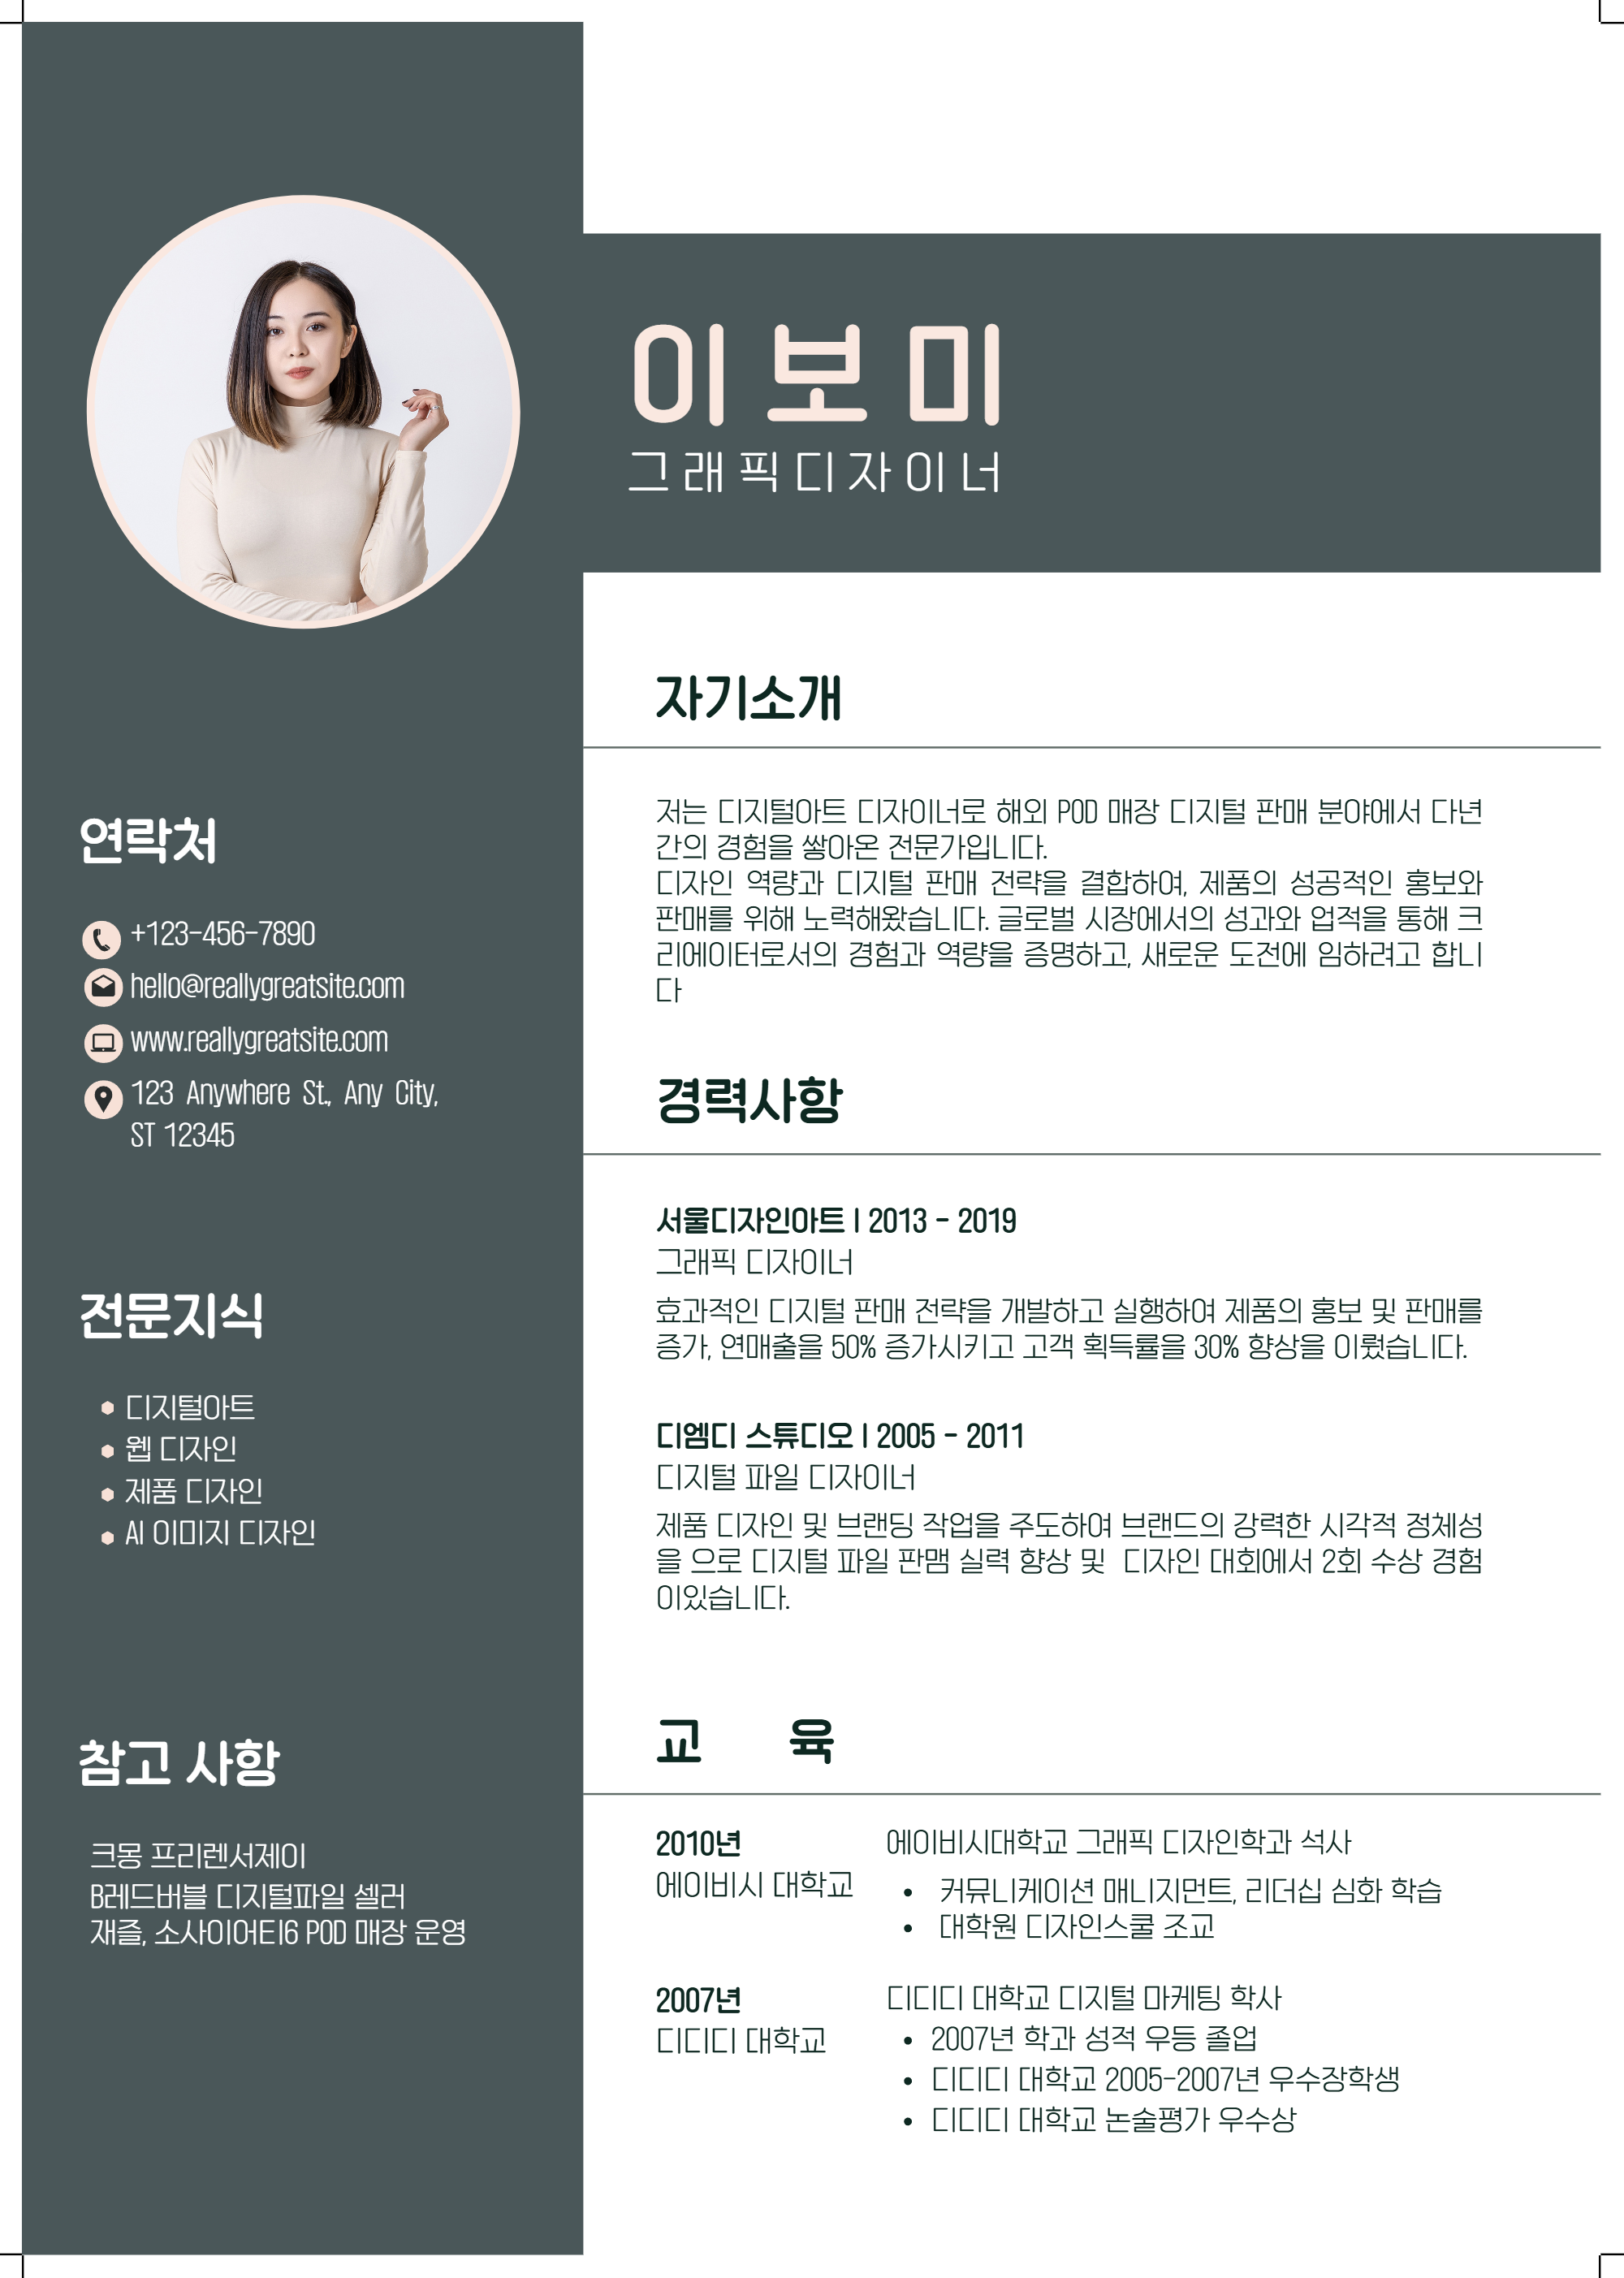 이보미
그래픽디자이너
연락처
+123-456-7890
hello@reallygreatsite.com
www.reallygreatsite.com
123 Anywhere St., Any City,
ST 12345
전문지식
디지털아트
웹 디자인
제품 디자인
AI 이미지 디자인
참고 사항
크몽 프리렌서제이
B레드버블 디지털파일 셀러
재즐, 소사이어티6 POD 매장 운영
자기소개
저는 디지털아트 디자이너로 해외 POD 매장 디지털 판매 분야에서 다년
간의 경험을 쌓아온 전문가입니다.
디자인 역량과 디지털 판매 전략을 결합하여, 제품의 성공적인 홍보와
판매를 위해 노력해왔습니다. 글로벌 시장에서의 성과와 업적을 통해 크
리에이터로서의 경험과 역량을 증명하고, 새로운 도전에 임하려고 합니
다
경력사항
서울디자인아트 | 2013 - 2019
그래픽 디자이너
효과적인 디지털 판매 전략을 개발하고 실행하여 제품의 홍보 및 판매를
증가, 연매출을 50% 증가시키고 고객 획득률을 30% 향상을 이뤘습니다.
디엠디 스튜디오 | 2005 - 2011
디지털 파일 디자이너
제품 디자인 및 브랜딩 작업을 주도하여 브랜드의 강력한 시각적 정체성
을 으로 디지털 파일 판맴 실력 향상 및 디자인 대회에서 2회 수상 경험
이있습니다.
교 육
2010년
에이비시 대학교
에이비시대학교 그래픽 디자인학과 석사
• 커뮤니케이션 매니지먼트, 리더십 심화 학습
• 대학원 디자인스쿨 조교
2007년
디디디 대학교
디디디 대학교 디지털 마케팅 학사
• 2007년 학과 성적 우등 졸업
• 디디디 대학교 2005-2007년 우수장학생
• 디디디 대학교 논술평가 우수상